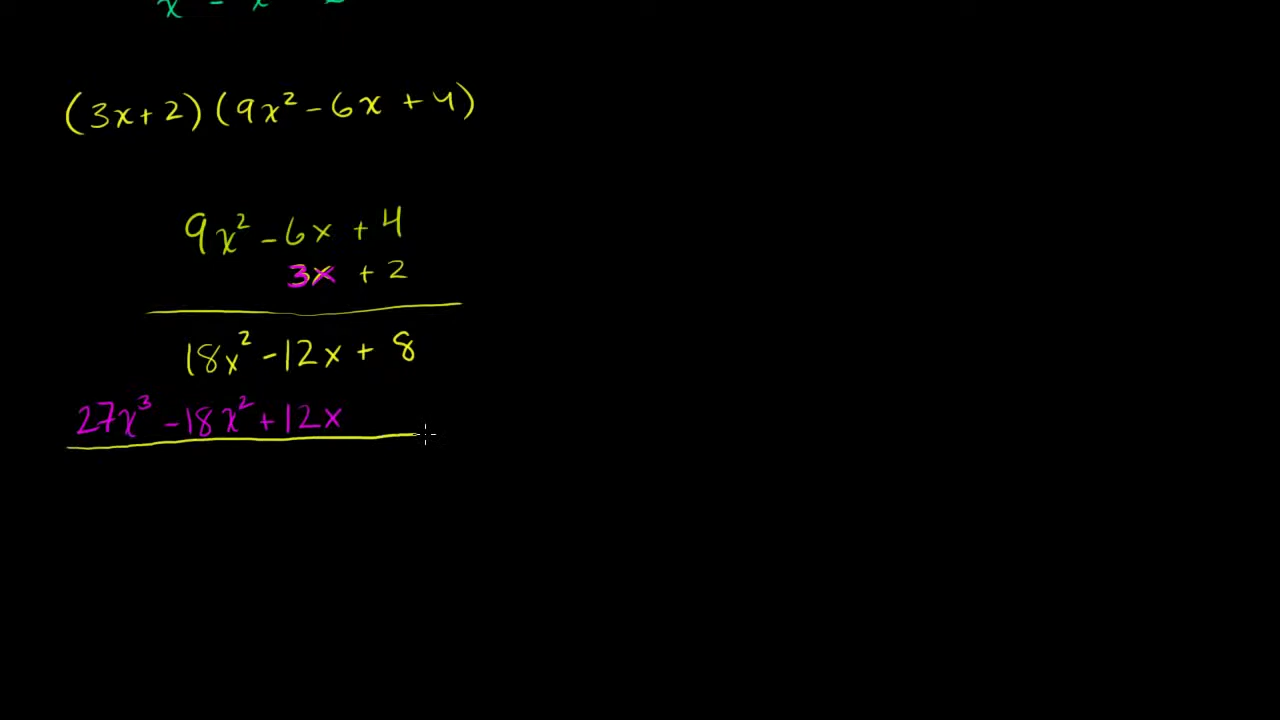 (3x+2)(9x²-6x+4)
9x²-6x+4
3x+2
18x²-12x+8
27x³-18x²+12x